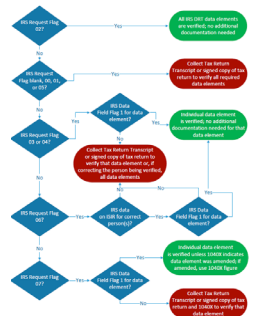 IRS Request Flag
02?
Yes
All IRS DRT data elements
are verified, no additional
documentation needed
No
IRS Request
Flag blank, 00, 01,
or 05?
Yes
Collect Tax Return
Transcript or signed copy of
tax return to verify all required
data elements
No
IRS Request Flag
03 or 04?
Yes
IRS Data
Field Flag 1 for data
element?
Yes
Individual data element
is verified, no additional
documentation needed for that
data element
No
Collect Tax Return Transcript
or signed copy of tax return to
verify that data element or, if
correcting the person being verified,
all data elements
No
No
No
Yes
IRS Request Flag
06?
Yes
IRS data
on ISIR for correct
person(s)?
Yes
IRS Data
Field Flag 1 for data
element?
No
IRS Request Flag
07?
Yes
IRS Data
Field Flag 1 for data
element?
Yes
Individual data element
is verified unless 1040X indicates
data element was amended; if
amended, use 1040X figure
No
Collect Tax Return
Transcript or signed copy of tax
return and 1040X to verify that
data element